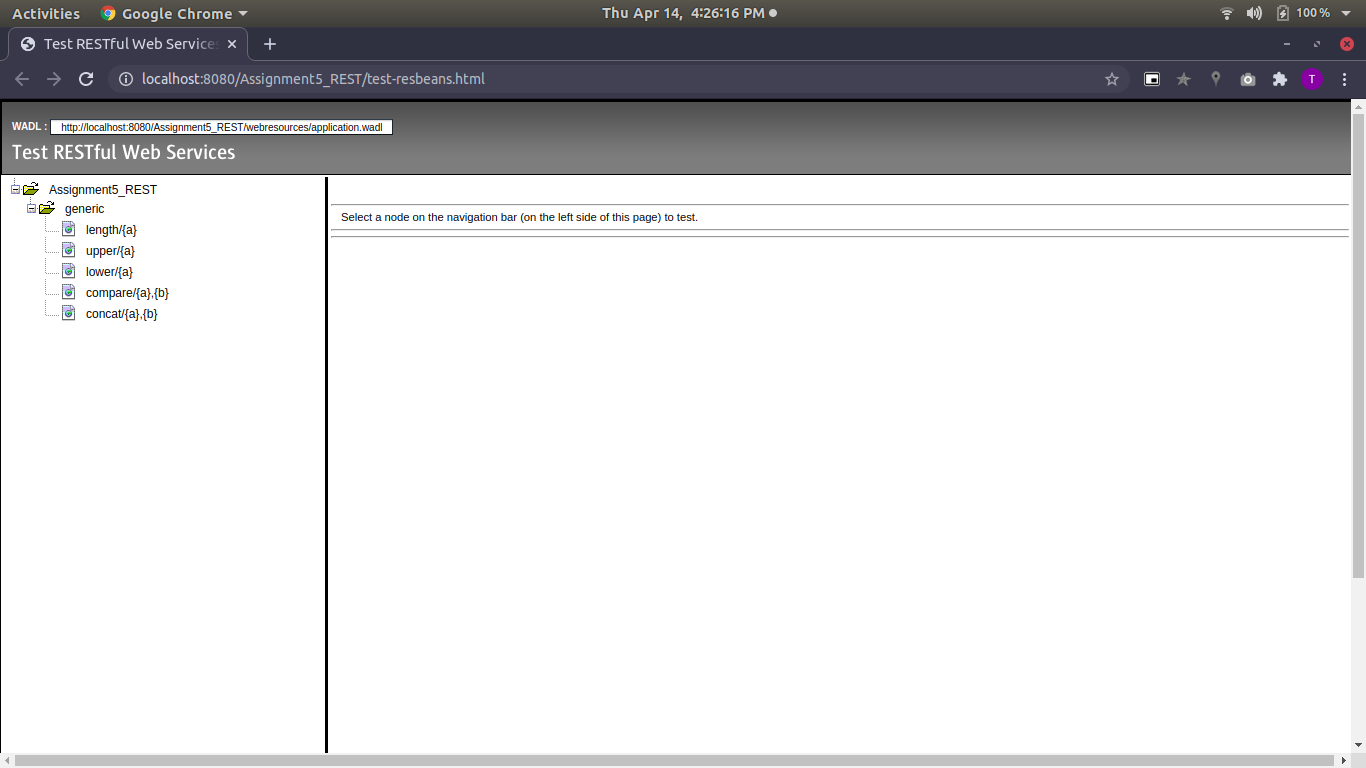 Activities Google Chrome Thu Apr 14, 4:26:16 PM 100 %
Test RESTful Web Services
localhost:8080/Assignment5_REST/test-resbeans.html T
WADL : http://localhost:8080/Assignment5_REST/webresources/application.wadl
Test RESTful Web Services
Assignment5_REST
generic
length/{a}
upper/{a}
lower/{a}
compare/{a},{b}
concat/{a},{b}
Select a node on the navigation bar (on the left side of this page) to test.